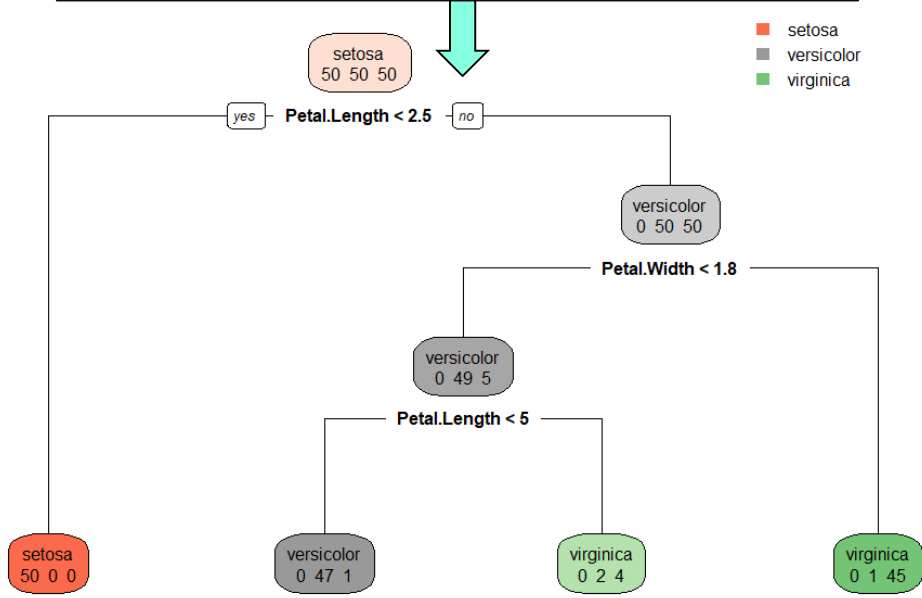 setosa
versicolor
virginica
setosa
50 50 50
yes Petal.Length < 2.5 no
versicolor
0 50 50
Petal.Width < 1.8
versicolor
0 49 5
Petal.Length < 5
setosa
50 0 0
versicolor
0 47 1
virginica
0 2 4
virginica
0 1 45